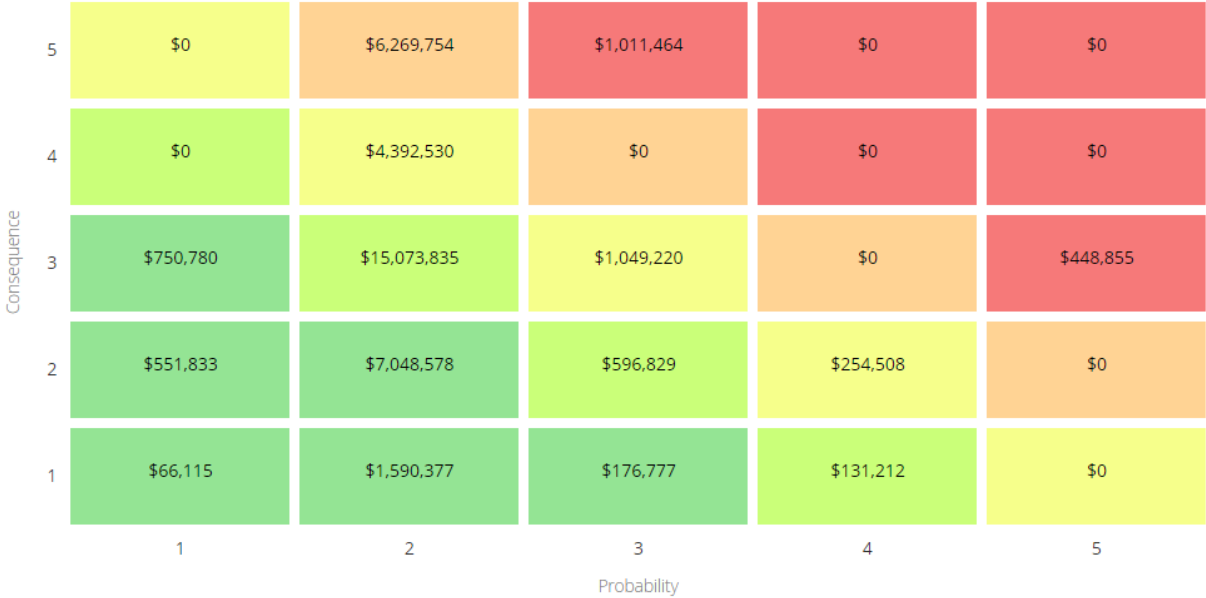 5 $0 $6,269,754 $1,011,464 $0 $0
4 $0 $4,392,530 $0 $0 $0
Consequence
3 $750,780 $15,073,835 $1,049,220 $0 $448,855
2 $551,833 $7,048,578 $596,829 $254,508 $0
1 $66,115 $1,590,377 $176,777 $131,212 $0
1 2 3 4 5
Probability